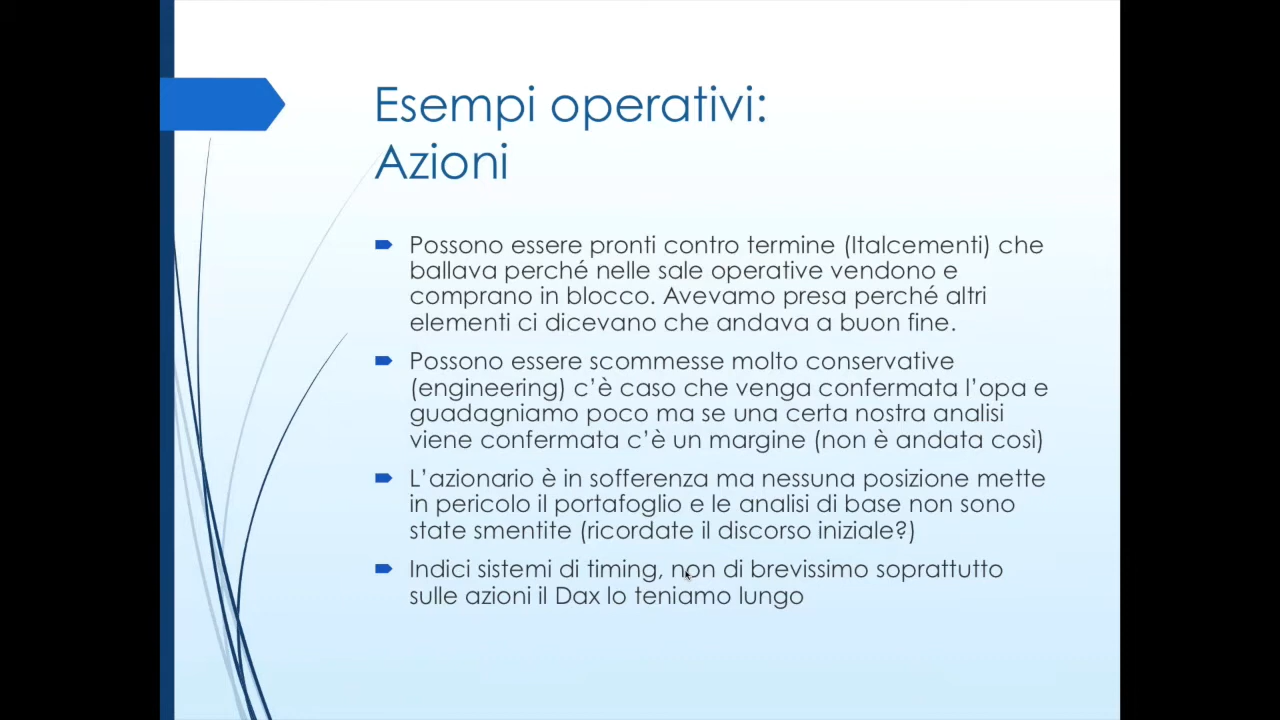 Esempi operativi:
Azioni
Possono essere pronti contro termine (Italcementi) che
ballava perché nelle sale operative vendono e
comprano in blocco. Avevamo presa perché altri
elementi ci dicevano che andava a buon fine.
Possono essere scommesse molto conservative
(engineering) c’è caso che venga confermata l’opa e
guadagniamo poco ma se una certa nostra analisi
viene confermata c’è un margine (non è andata così)
L’azionario è in sofferenza ma nessuna posizione mette
in pericolo il portafoglio e le analisi di base non sono
state smentite (ricordate il discorso iniziale?)
Indici sistemi di timing, non di brevissimo soprattutto
sulle azioni il Dax lo teniamo lungo